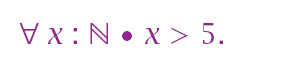 ∀ x : ℕ • x > 5.